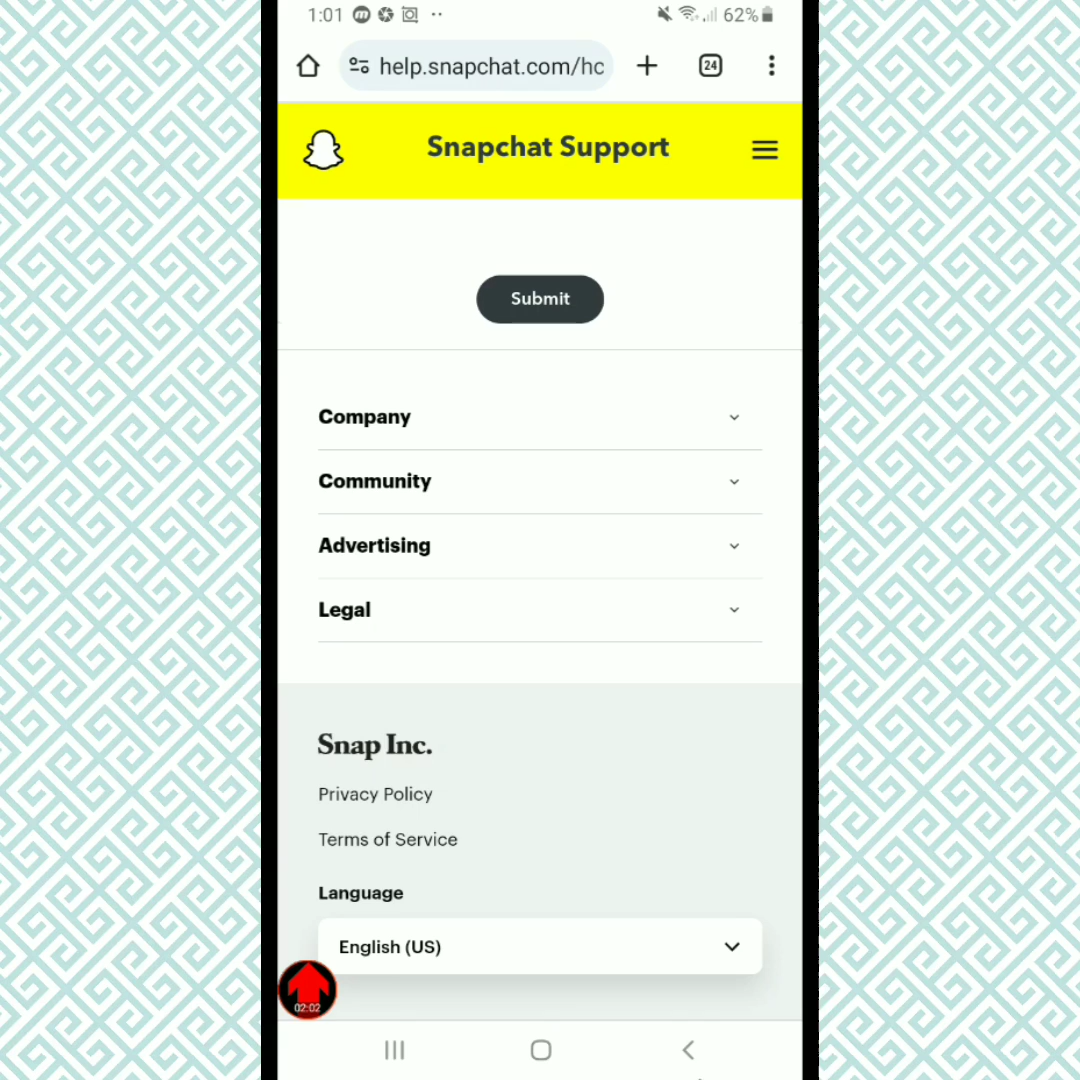 1:01
62%
help.snapchat.com/hc
24
Snapchat Support
Submit
Company
Community
Advertising
Legal
Snap Inc.
Privacy Policy
Terms of Service
Language
English (US)
02:02